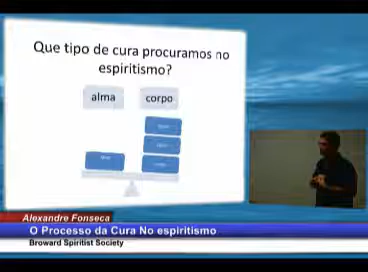 Que tipo de cura procuramos no
espiritismo?
alma
corpo
Alexandre Fonseca
O Processo da Cura No espiritismo
Broward Spiritist Society